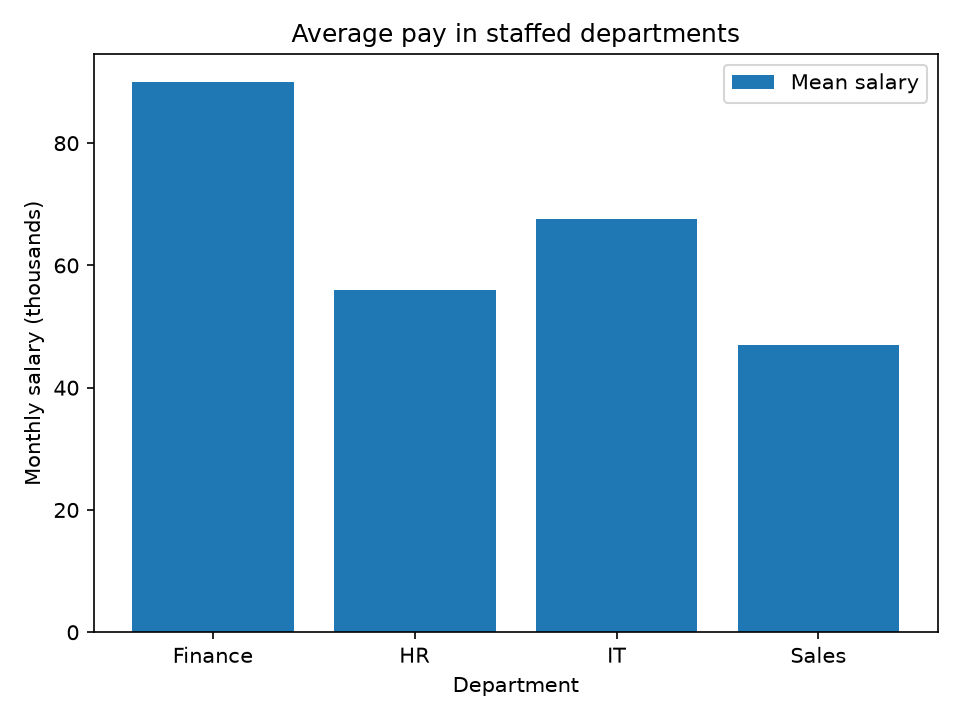 Average pay in staffed departments
Mean salary
Monthly salary (thousands)
80
60
40
20
0
Finance HR IT Sales
Department